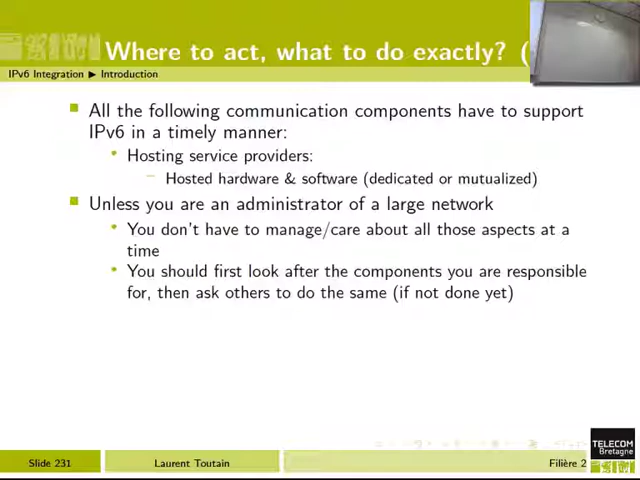 Where to act, what to do exactly? (
IPv6 Integration ▶ Introduction
All the following communication components have to support
IPv6 in a timely manner:
Hosting service providers:
Hosted hardware & software (dedicated or mutualized)
Unless you are an administrator of a large network
You don't have to manage/care about all those aspects at a
time
You should first look after the components you are responsible
for, then ask others to do the same (if not done yet)
TELECOM
Bretagne
Slide 231
Laurent Toutain
Filière 2